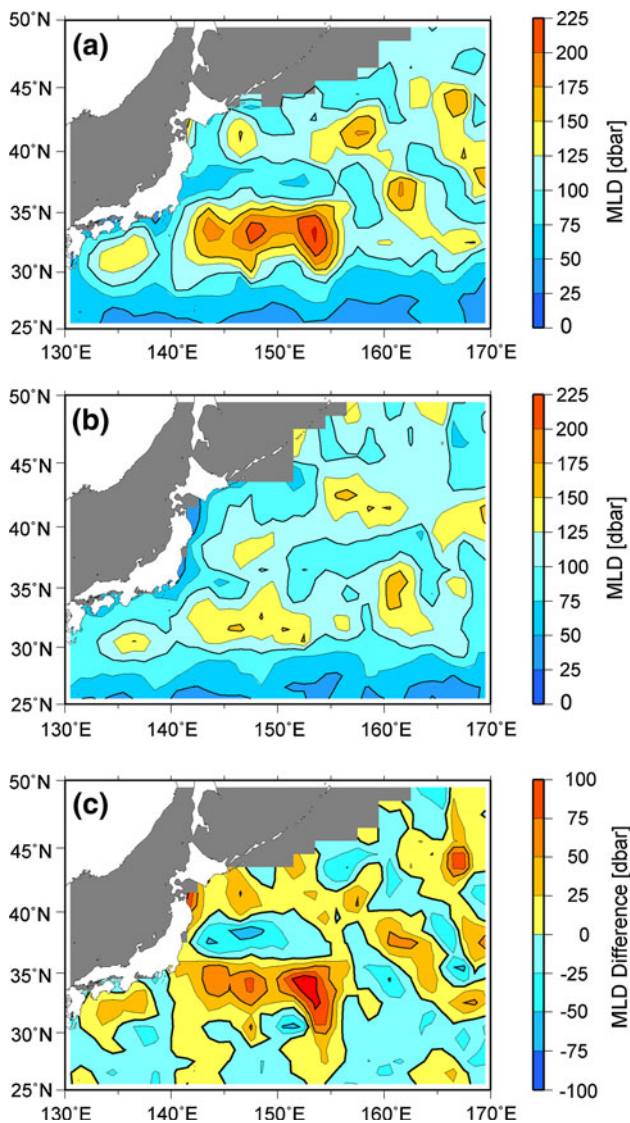 (a)
50˚N
45˚N
40˚N
35˚N
30˚N
25˚N
130˚E
140˚E
150˚E
160˚E
170˚E
225
200
175
150
125
100
75
50
25
0
MLD [dbar]
(b)
50˚N
45˚N
40˚N
35˚N
30˚N
25˚N
130˚E
140˚E
150˚E
160˚E
170˚E
225
200
175
150
125
100
75
50
25
0
MLD [dbar]
(c)
50˚N
45˚N
40˚N
35˚N
30˚N
25˚N
130˚E
140˚E
150˚E
160˚E
170˚E
100
75
50
25
0
-25
-50
-75
-100
MLD Difference [dbar]